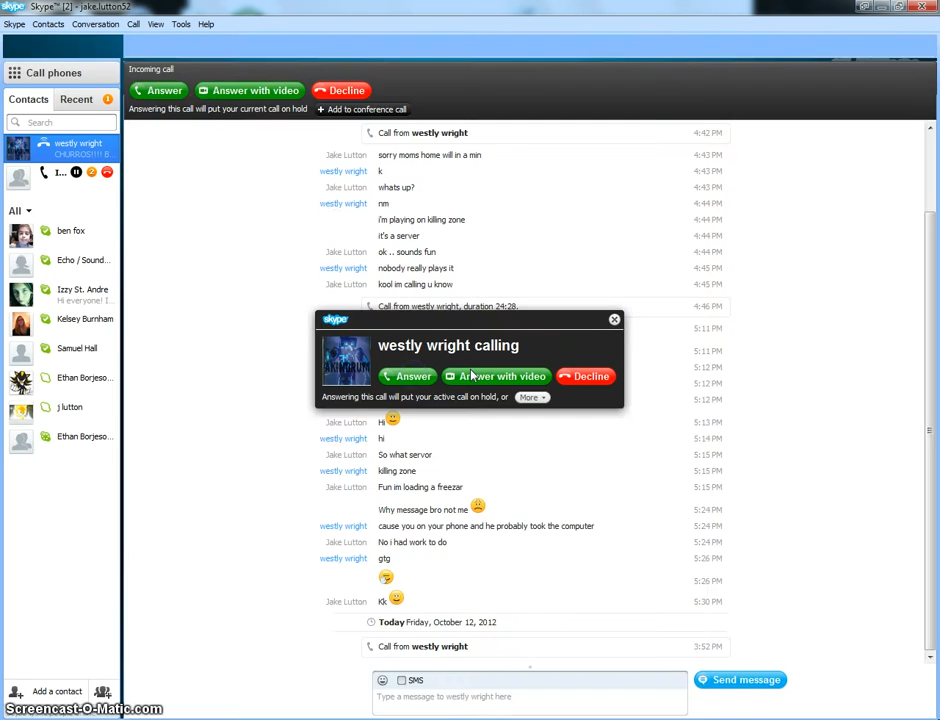 skype Skype™ [2] - jake.lutton52
Skype Contacts Conversation Call View Tools Help
Call phones
Contacts Recent 1
Search
westly wright
CHURROS!!!! B...
I... 2
All
ben fox
Echo / Sound...
Izzy St. Andre
Hi everyone! I...
Kelsey Burnham
Samuel Hall
Ethan Borjeso...
j lutton
Ethan Borjeso...
Add a contact
Incoming call
Answer Answer with video Decline
Answering this call will put your current call on hold + Add to conference call
Call from westly wright 4:42 PM
Jake Lutton sorry moms home will in a min 4:43 PM
westly wright k 4:43 PM
Jake Lutton whats up? 4:43 PM
westly wright nm 4:44 PM
i'm playing on killing zone 4:44 PM
it's a server 4:44 PM
Jake Lutton ok .. sounds fun 4:44 PM
westly wright nobody really plays it 4:45 PM
Jake Lutton kool im calling u know 4:45 PM
Call from westly wright, duration 24:28. 4:46 PM
5:11 PM
5:11 PM
5:12 PM
5:12 PM
5:12 PM
skype
westly wright calling
Answer Answer with video Decline
Answering this call will put your active call on hold, or More
Jake Lutton Hi 5:13 PM
westly wright hi 5:14 PM
Jake Lutton So what servor 5:15 PM
westly wright killing zone 5:15 PM
Jake Lutton Fun im loading a freezar 5:15 PM
Why message bro not me 5:24 PM
westly wright cause you on your phone and he probably took the computer 5:24 PM
Jake Lutton No i had work to do 5:24 PM
westly wright gtg 5:26 PM
5:26 PM
Jake Lutton Kk 5:30 PM
Today Friday, October 12, 2012
Call from westly wright 3:52 PM
SMS
Type a message to westly wright here
Send message
Screencast-O-Matic.com